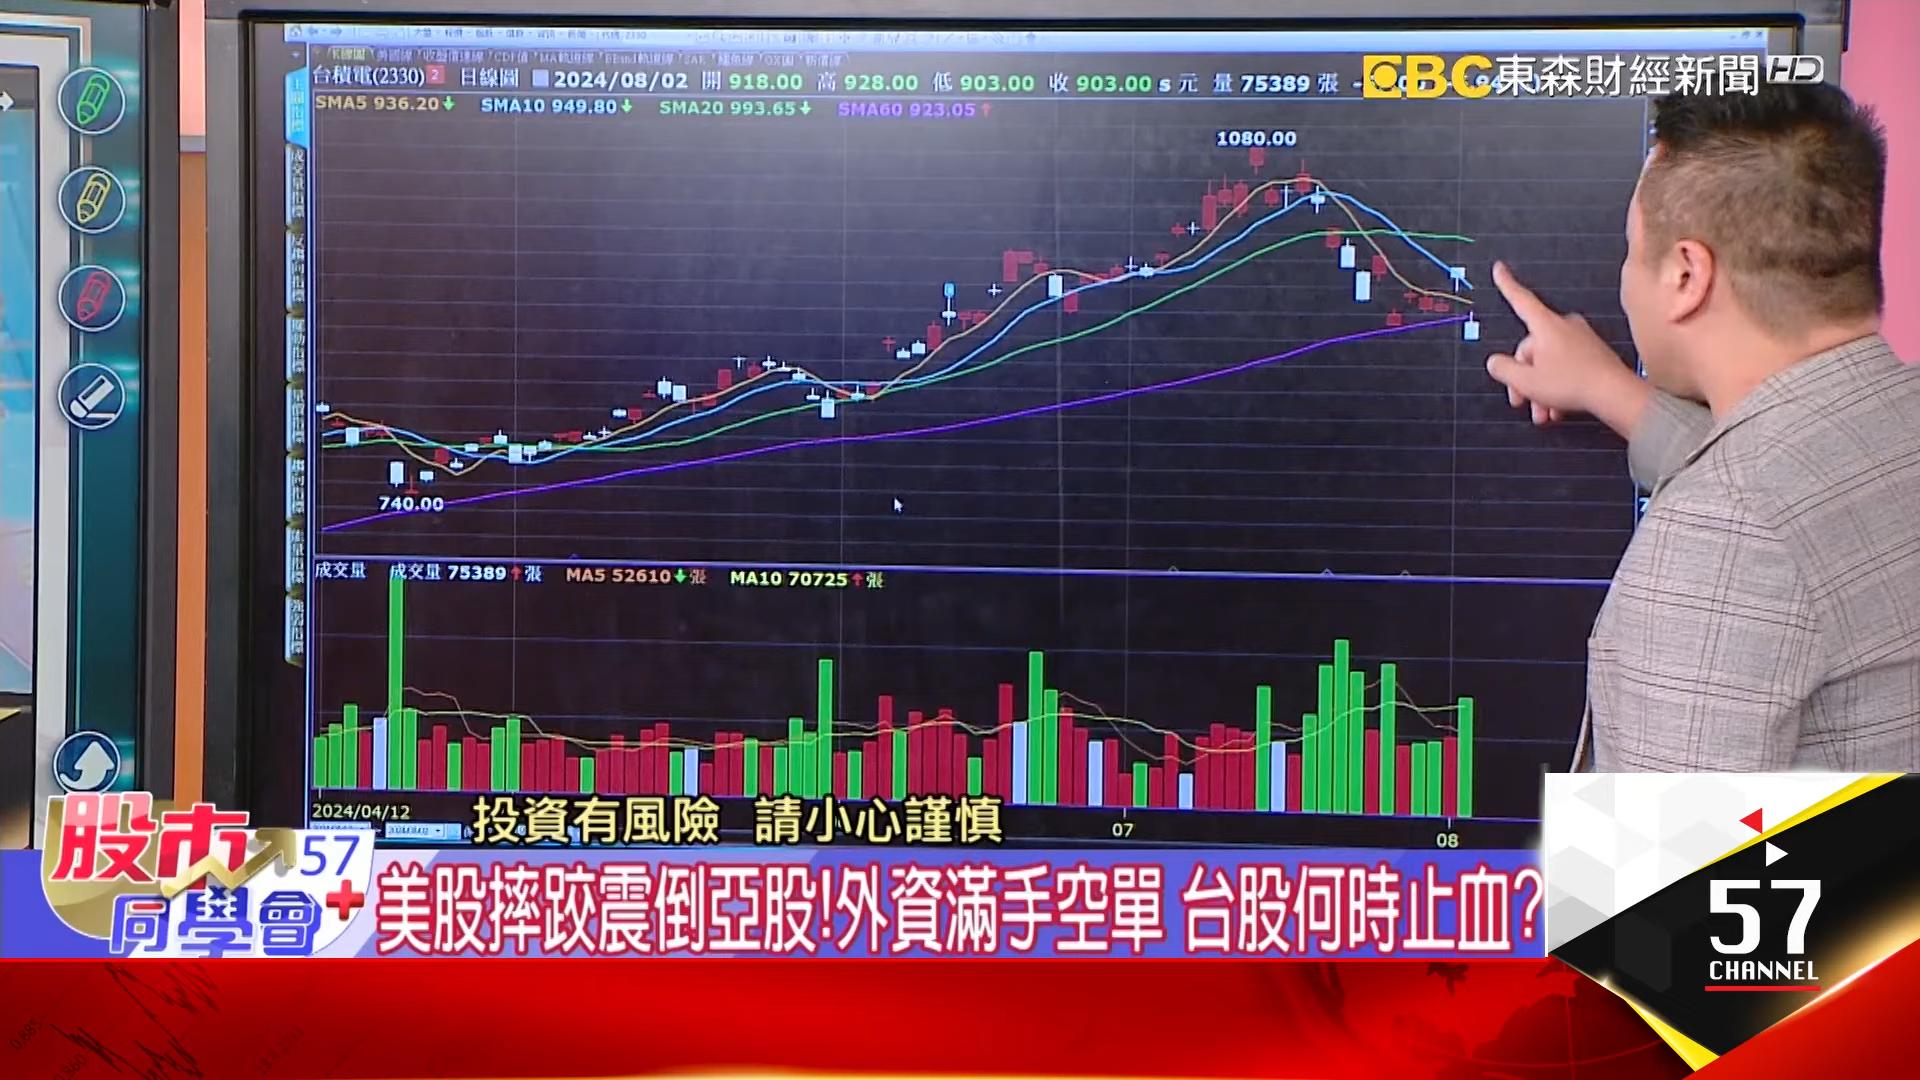 台積電(2330) 2 日線圖 2024/08/02 開 918.00 高 928.00 低 903.00 收 903.00 s 元 量 75389 張
EBC 東森財經新聞 HD
SMA5 936.20↓ SMA10 949.80↓ SMA20 993.65↓ SMA60 923.05↑
1080.00
740.00
成交量 成交量 75389↑張 MA5 52610↓張 MA10 70725↑張
2024/04/12
07
08
投資有風險 請小心謹慎
股市
57
同學會+
美股摔跤震倒亞股!外資滿手空單 台股何時止血?
57
CHANNEL